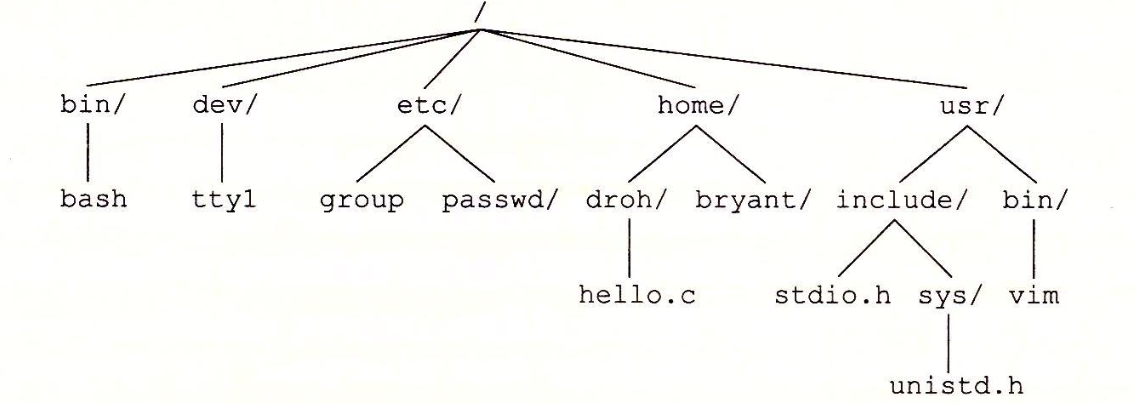 /
bin/ dev/ etc/ home/ usr/
bash tty1 group passwd/ droh/ bryant/ include/ bin/
hello.c stdio.h sys/ vim
unistd.h